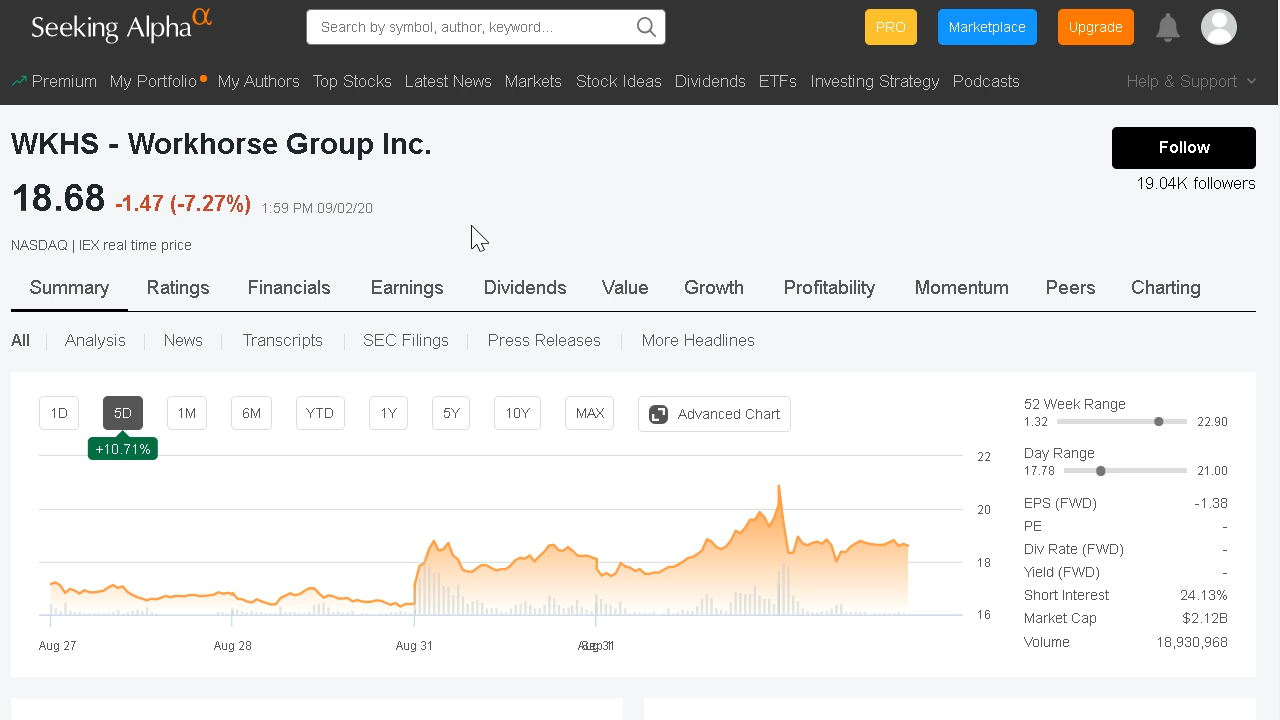 Seeking Alpha α
Search by symbol, author, keyword...
PRO
Marketplace
Upgrade
Premium My Portfolio My Authors Top Stocks Latest News Markets Stock Ideas Dividends ETFs Investing Strategy Podcasts Help & Support
WKHS - Workhorse Group Inc.
Follow
18.68 -1.47 (-7.27%) 1:59 PM 09/02/20
19.04K followers
NASDAQ | IEX real time price
Summary Ratings Financials Earnings Dividends Value Growth Profitability Momentum Peers Charting
All Analysis News Transcripts SEC Filings Press Releases More Headlines
1D 5D 1M 6M YTD 1Y 5Y 10Y MAX Advanced Chart
+10.71%
22
20
18
16
Aug 27 Aug 28 Aug 31
52 Week Range
1.32 22.90
Day Range
17.78 21.00
EPS (FWD) -1.38
PE -
Div Rate (FWD) -
Yield (FWD) -
Short Interest 24.13%
Market Cap $2.12B
Volume 18,930,968